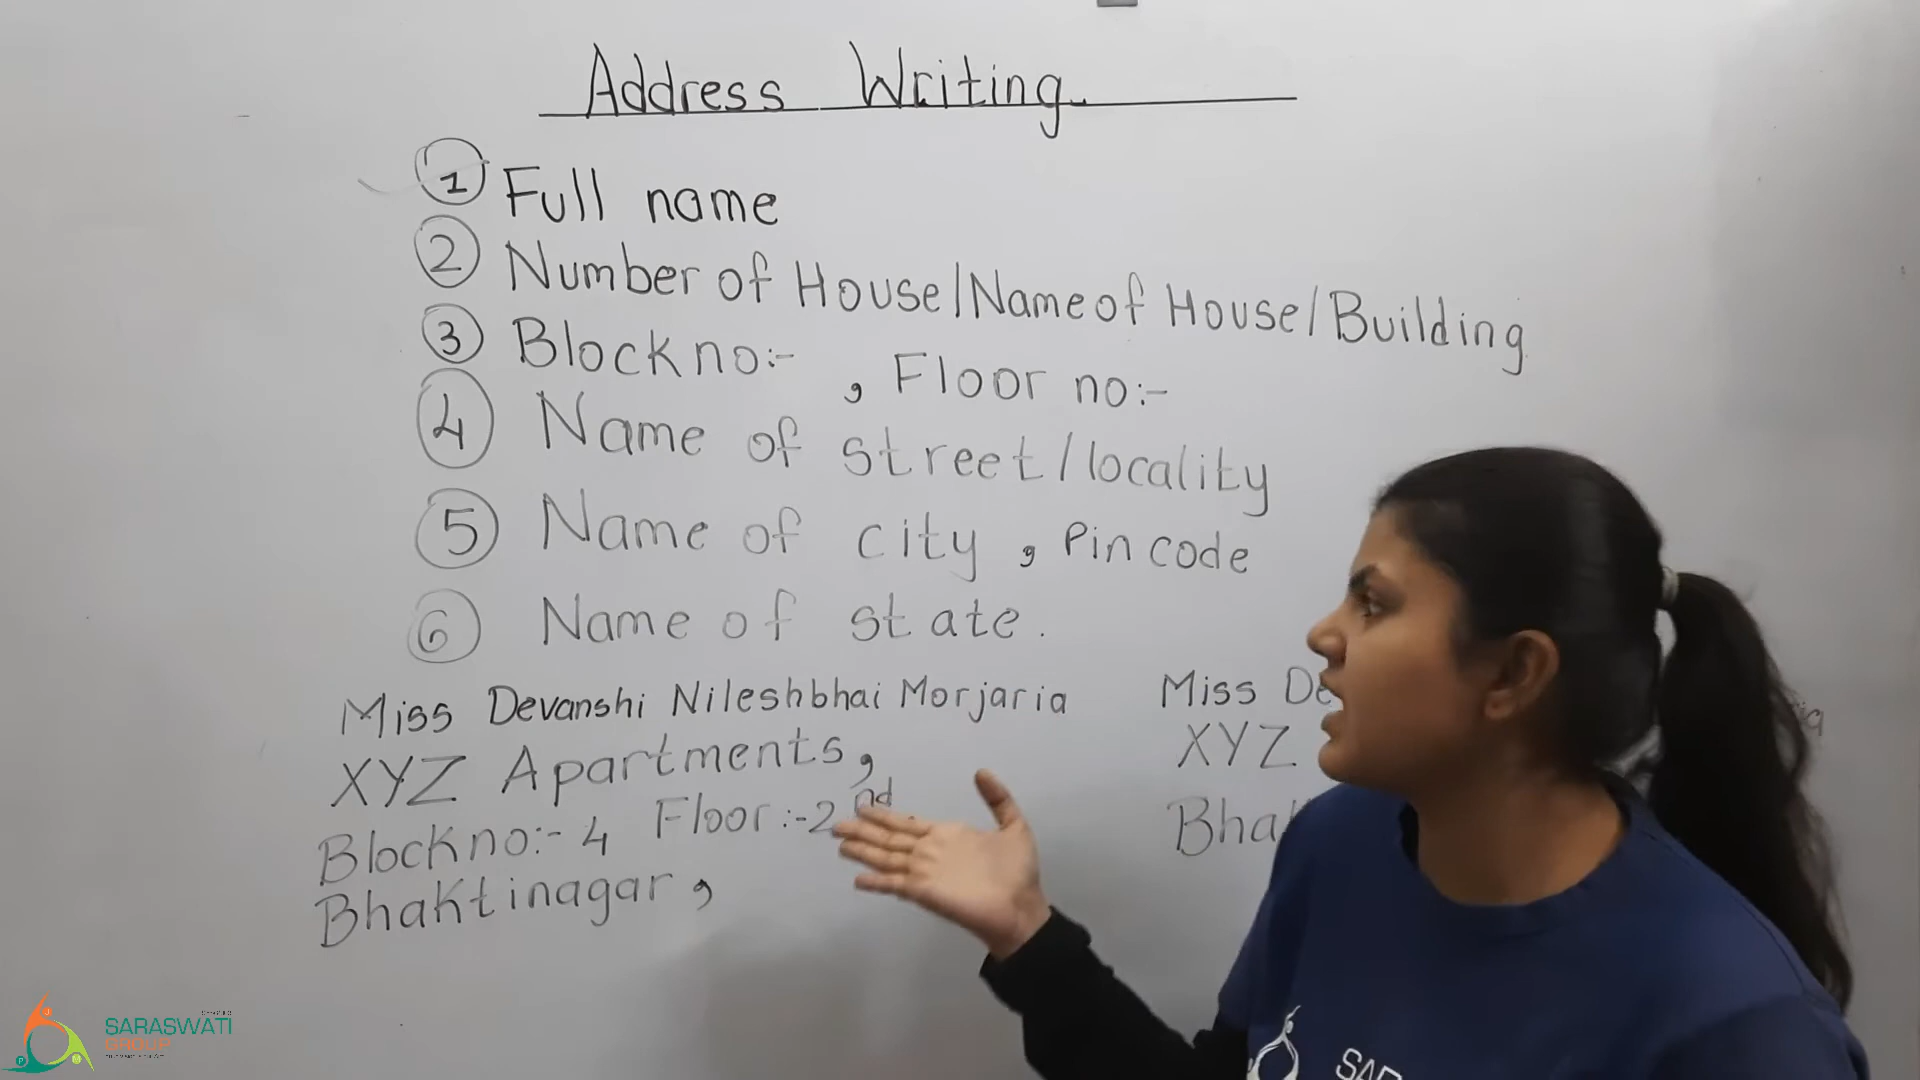 Address Writing.
1 Full name
2 Number of House/Name of House/Building
3 Block no:- , Floor no:-
4 Name of street/locality
5 Name of city, Pin code
6 Name of state.
Miss Devanshi Nileshbhai Morjaria
XYZ Apartments,
Block no:- 4 Floor:-2nd
Bhaktinagar,
Miss De
XYZ
Bhak
SARASWATI
GROUP
SAR